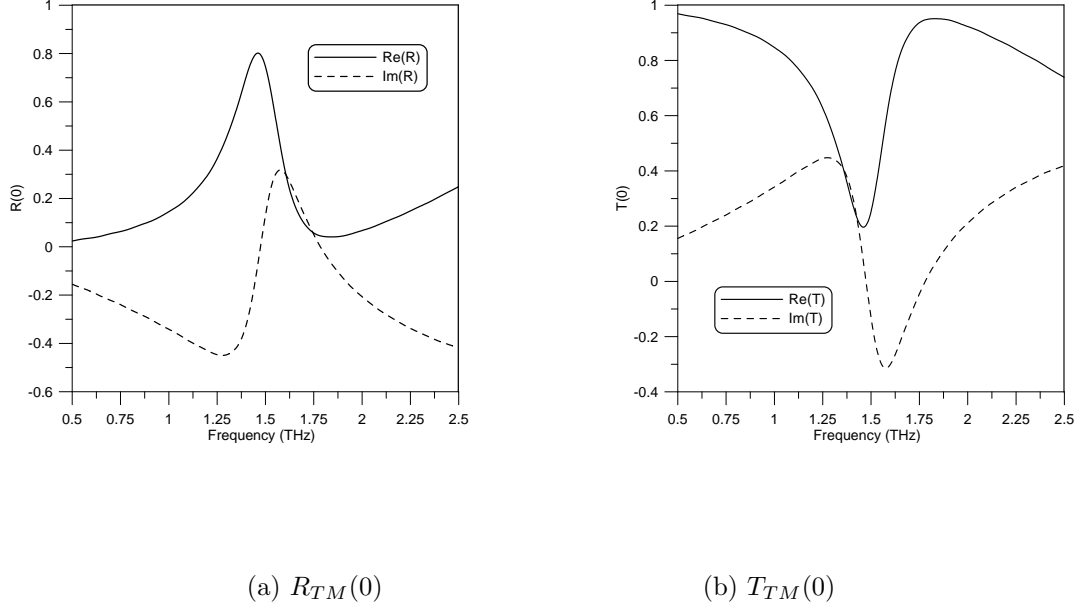 1
0.8
0.6
0.4
0.2
0
-0.2
-0.4
-0.6
R(0)
Re(R)
Im(R)
0.5 0.75 1 1.25 1.5 1.75 2 2.25 2.5
Frequency (THz)
(a) R_{TM}(0)
1
0.8
0.6
0.4
0.2
0
-0.2
-0.4
T(0)
Re(T)
Im(T)
0.5 0.75 1 1.25 1.5 1.75 2 2.25 2.5
Frequency (THz)
(b) T_{TM}(0)